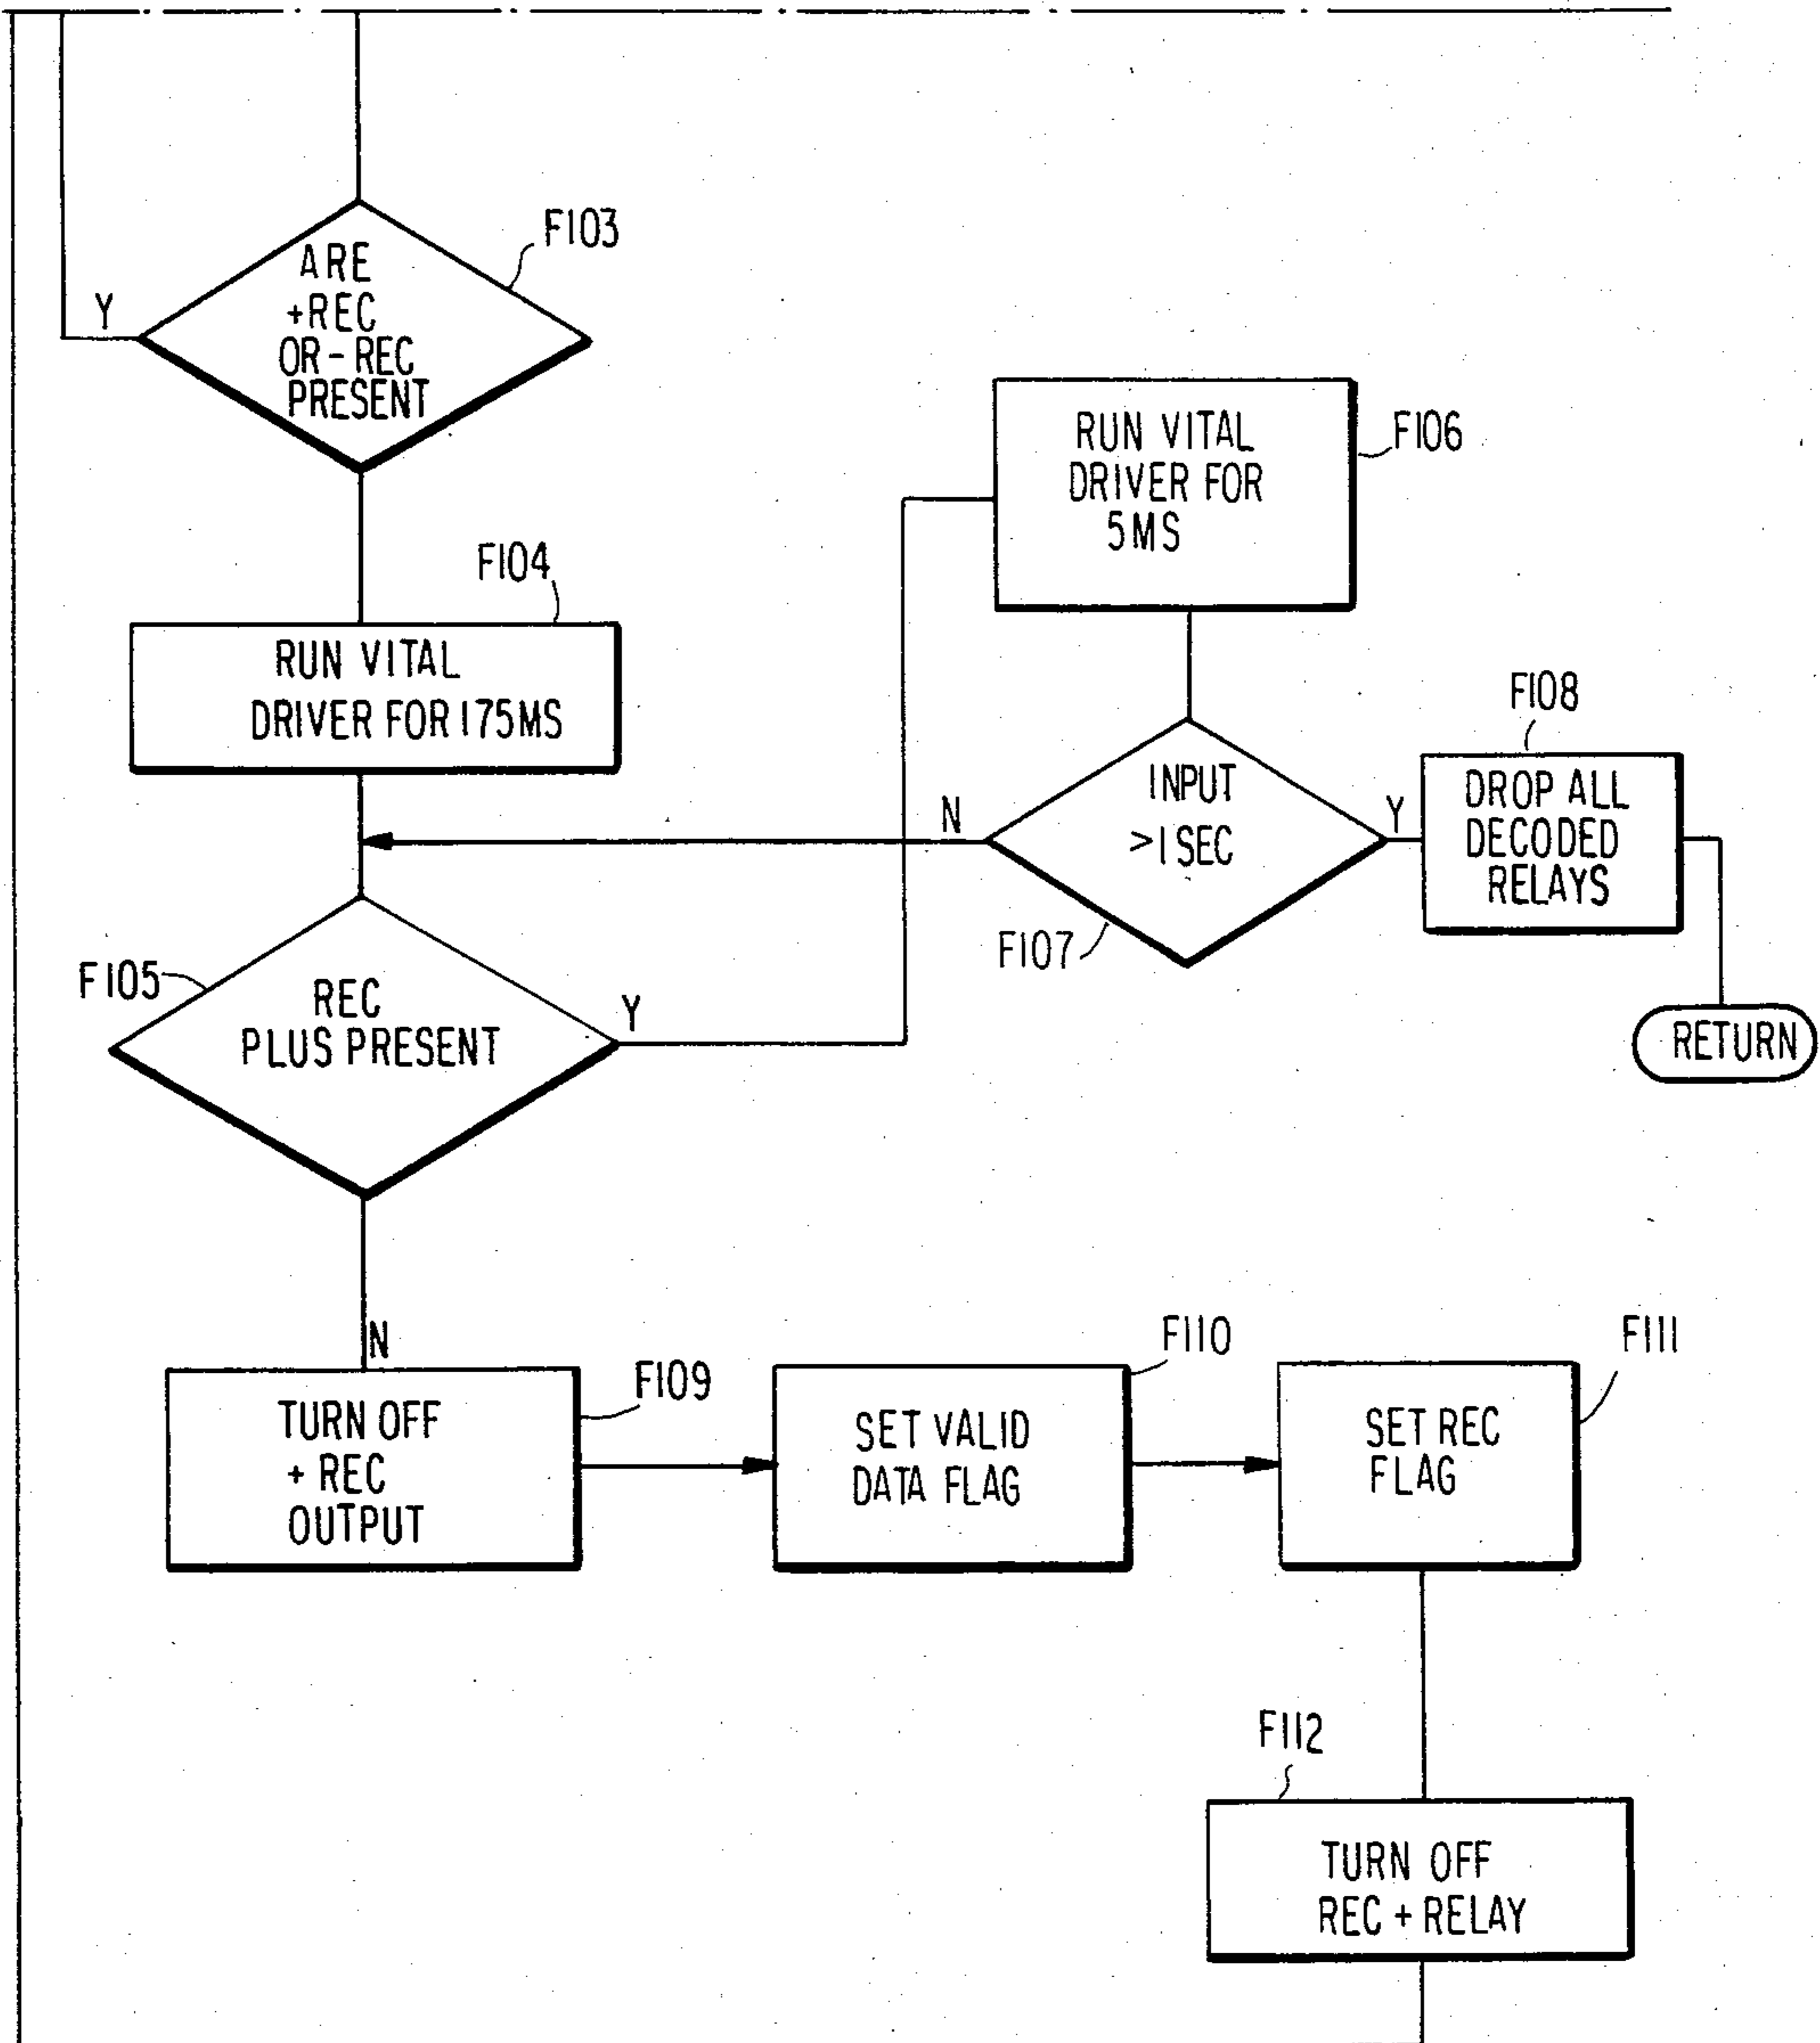 F103
ARE
+REC
OR - REC
PRESENT
Y
F104
RUN VITAL
DRIVER FOR 175MS
F106
RUN VITAL
DRIVER FOR
5MS
F107
INPUT
>1 SEC
N
Y
F108
DROP ALL
DECODED
RELAYS
RETURN
F105
REC
PLUS PRESENT
Y
N
F109
TURN OFF
+ REC
OUTPUT
F110
SET VALID
DATA FLAG
F111
SET REC
FLAG
F112
TURN OFF
REC + RELAY